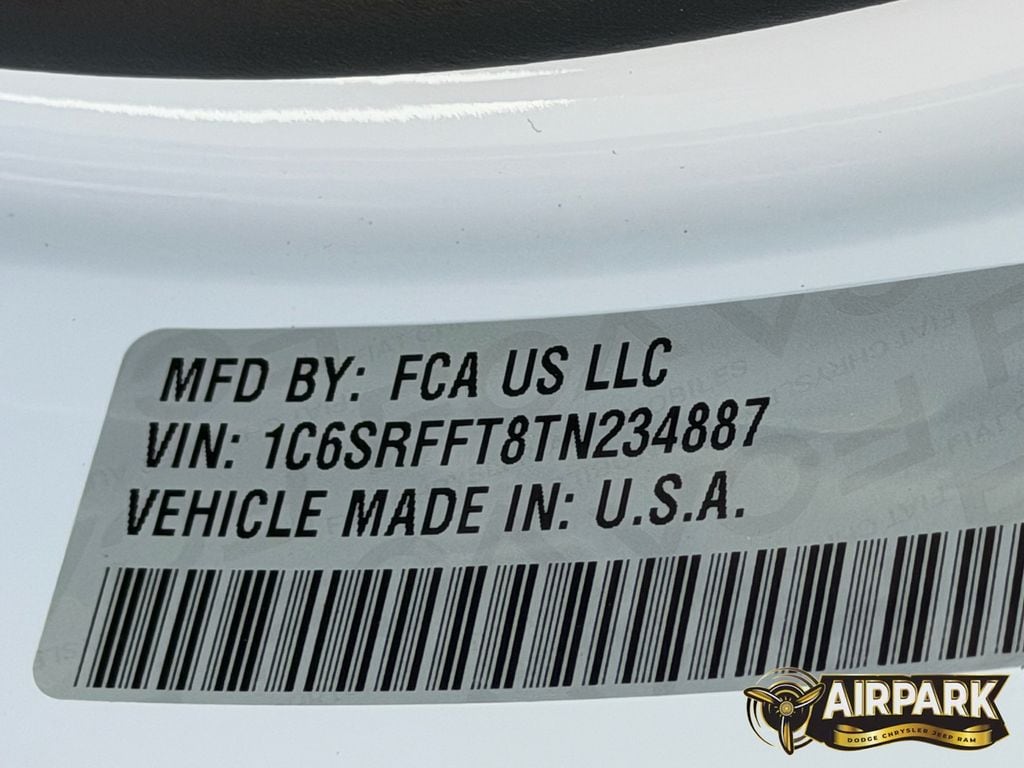 MFD BY: FCA US LLC
VIN: 1C6SRFFT8TN234887
VEHICLE MADE IN: U.S.A.
AIRPARK
DODGE CHRYSLER JEEP RAM